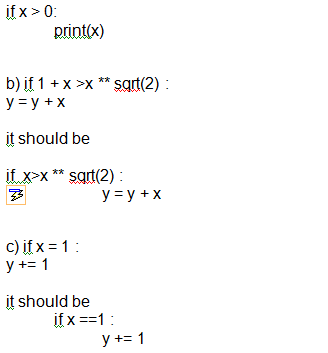 if x > 0:
print(x)
b) if 1 + x >x ** sqrt(2) :
y = y + x
it should be
if x>x ** sqrt(2) :
y = y + x
c) if x = 1 :
y += 1
it should be
if x ==1 :
y += 1